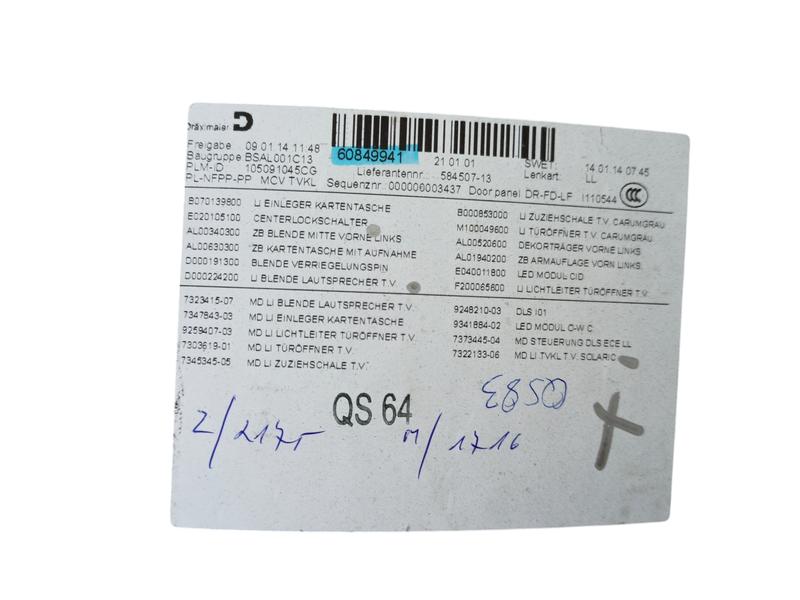 Dräxlmaier D
Freigabe 09.01.14 11:48 60849941 21 01 01 SWET: 14.01.14 07:45
Baugruppe BSAL001C13 Lieferantennr.: 584507-13 Lenkart: LL
PLM-ID 105091045CG
PL-NFPP-PP MCV TVKL Sequenznr: 000006003437 Door panel DR-FD-LF I110544 CCC
B070139800 LI EINLEGER KARTENTASCHE
E020105100 CENTERLOCKSCHALTER
AL00340300 ZB BLENDE MITTE VORNE LINKS
AL00630300 ZB KARTENTASCHE MIT AUFNAHME
D000191300 BLENDE VERRIEGELUNGSPIN
D000224200 LI BLENDE LAUTSPRECHER T.V.
B000853000 LI ZUZIEHSCHALE T.V. CARUMGRAU
M100049600 LI TÜRÖFFNER T.V. CARUMGRAU
AL00520600 DEKORTRÄGER VORNE LINKS
AL01940200 ZB ARMAUFLAGE VORN LINKS
E040011800 LED MODUL CID
F200065600 LI LICHTLEITER TÜRÖFFNER T.V.
7323415-07 MD LI BLENDE LAUTSPRECHER T.V.
7347843-03 MD LI EINLEGER KARTENTASCHE
9259407-03 MD LI LICHTLEITER TÜRÖFFNER T.V.
7303619-01 MD LI TÜRÖFFNER T.V.
7345345-05 MD LI ZUZIEHSCHALE T.V.
9248210-03 DLS I01
9341884-02 LED MODUL C-W C
7373445-04 MD STEUERUNG DLS ECE LL
7322133-06 MD LI .TVKL T.V. SOLARIC
QS 64
Z/2175 M/1716